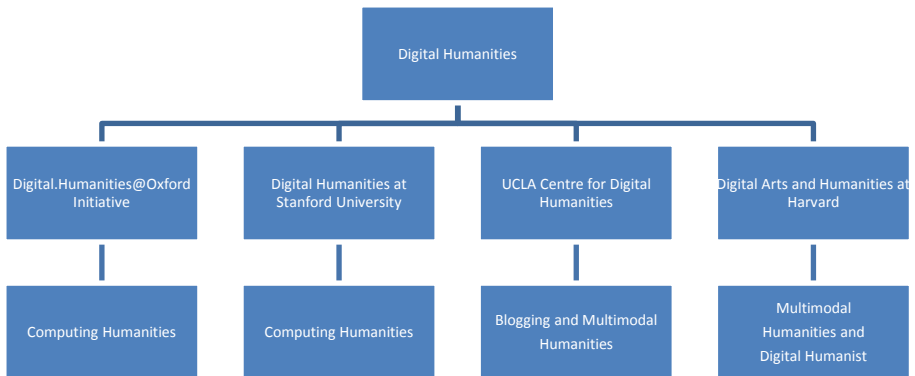 Digital Humanities
Digital.Humanities@Oxford
Initiative
Digital Humanities at
Stanford University
UCLA Centre for Digital
Humanities
Digital Arts and Humanities at
Harvard
Computing Humanities
Computing Humanities
Blogging and Multimodal
Humanities
Multimodal
Humanities and
Digital Humanist